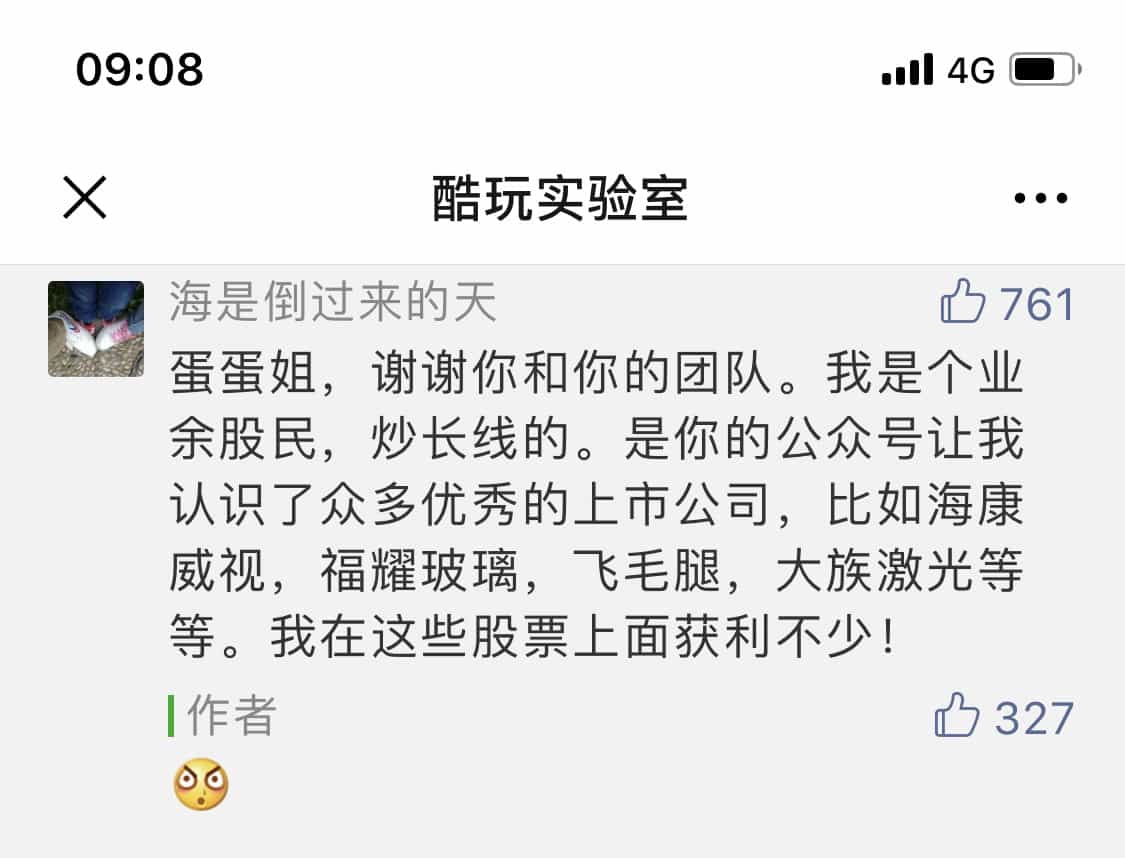 09:08
4G
酷玩实验室
海是倒过来的天
761
蛋蛋姐，谢谢你和你的团队。我是个业
余股民，炒长线的。是你的公众号让我
认识了众多优秀的上市公司，比如海康
威视，福耀玻璃，飞毛腿，大族激光等
等。我在这些股票上面获利不少！
作者
327